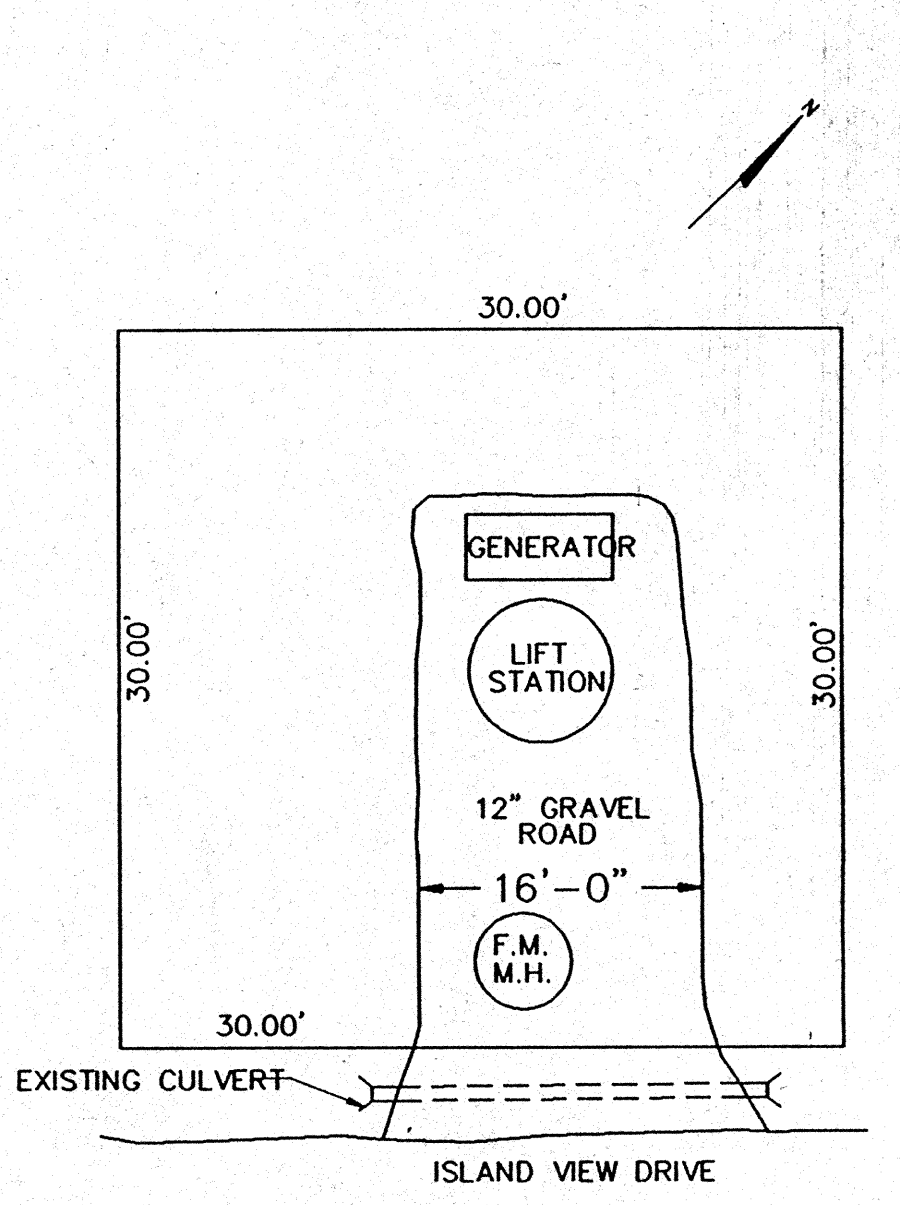 N
30.00'
GENERATOR
30.00'
LIFT
STATION
30.00'
12" GRAVEL
ROAD
16'-0"
F.M.
M.H.
30.00'
EXISTING CULVERT
ISLAND VIEW DRIVE